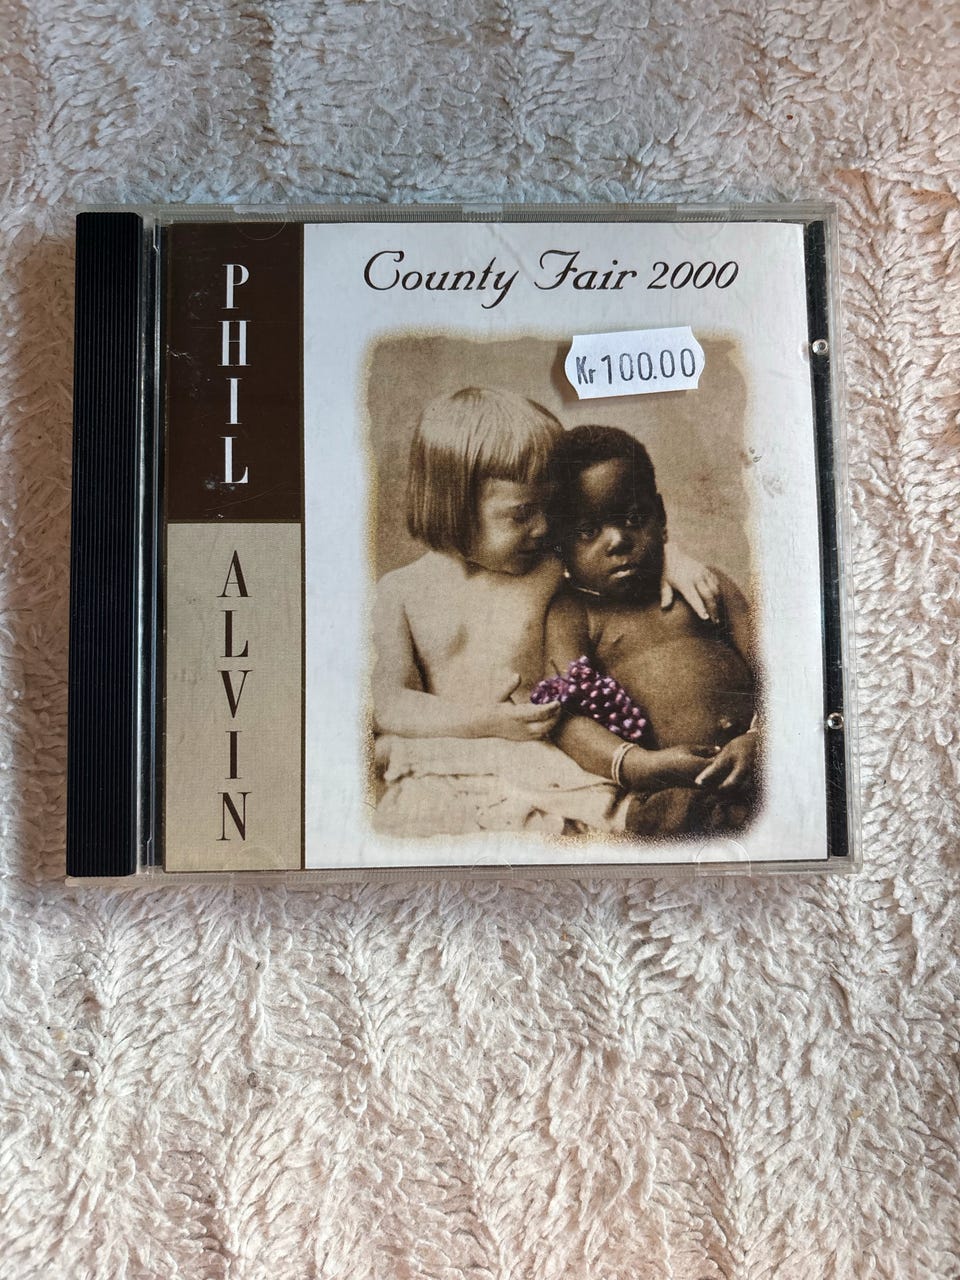 PHIL
ALVIN
County Fair 2000
Kr 100.00